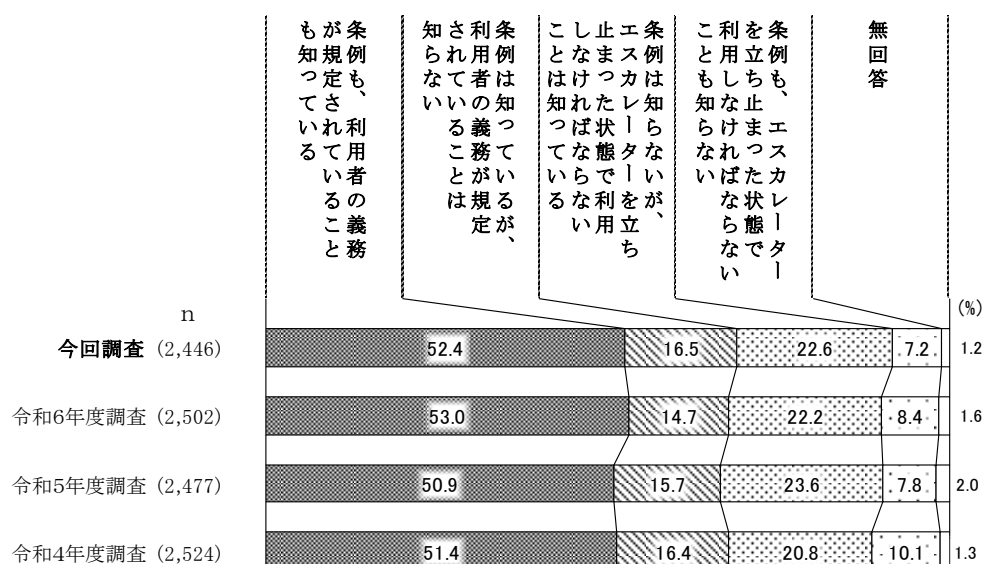 条例も、利用者の義務
が規定されていること
も知っている
条例は知っているが、
利用者の義務が規定
されていることは
知らない
条例は知らないが、
エスカレーターを立ち
止まった状態で利用
しなければならない
ことは知っている
条例も、エスカレーター
を立ち止まった状態で
利用しなければならない
ことも知らない
無回答
(%)
n
今回調査 (2,446) 52.4 16.5 22.6 7.2 1.2
令和6年度調査 (2,502) 53.0 14.7 22.2 8.4 1.6
令和5年度調査 (2,477) 50.9 15.7 23.6 7.8 2.0
令和4年度調査 (2,524) 51.4 16.4 20.8 10.1 1.3